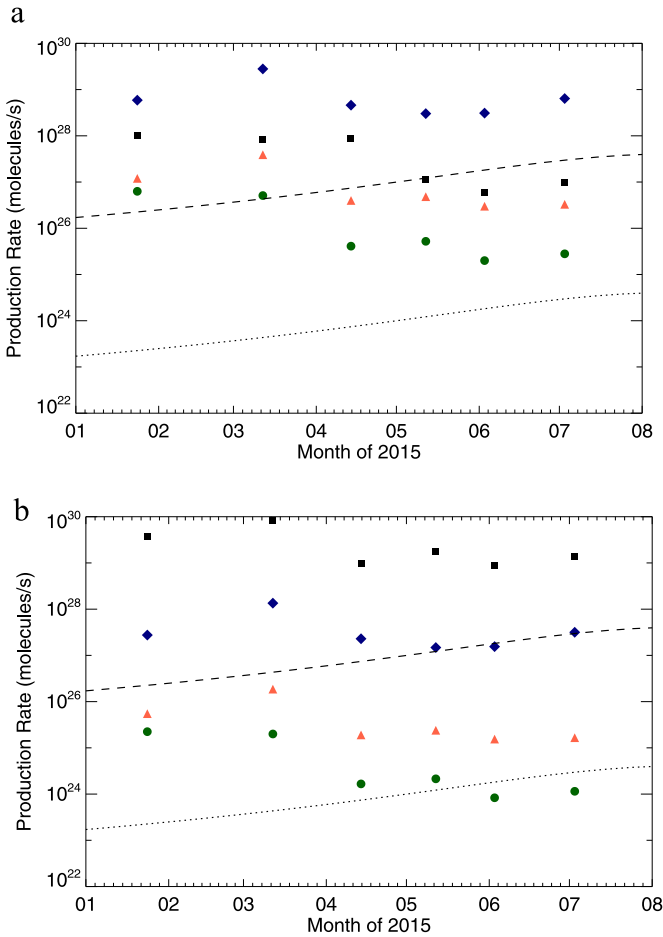 a
10^30
10^28
10^26
10^24
10^22
Production Rate (molecules/s)
01 02 03 04 05 06 07 08
Month of 2015
b
10^30
10^28
10^26
10^24
10^22
Production Rate (molecules/s)
01 02 03 04 05 06 07 08
Month of 2015